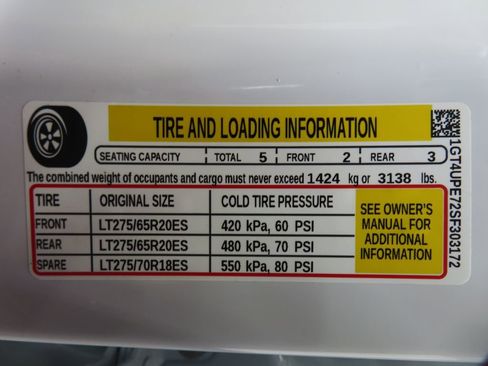 TIRE AND LOADING INFORMATION
SEATING CAPACITY TOTAL 5 FRONT 2 REAR 3
The combined weight of occupants and cargo must never exceed 1424 kg or 3138 lbs.
TIRE ORIGINAL SIZE COLD TIRE PRESSURE
FRONT LT275/65R20ES 420 kPa, 60 PSI
REAR LT275/65R20ES 480 kPa, 70 PSI
SPARE LT275/70R18ES 550 kPa, 80 PSI
SEE OWNER'S
MANUAL FOR
ADDITIONAL
INFORMATION
1GT4UPE72SF303172